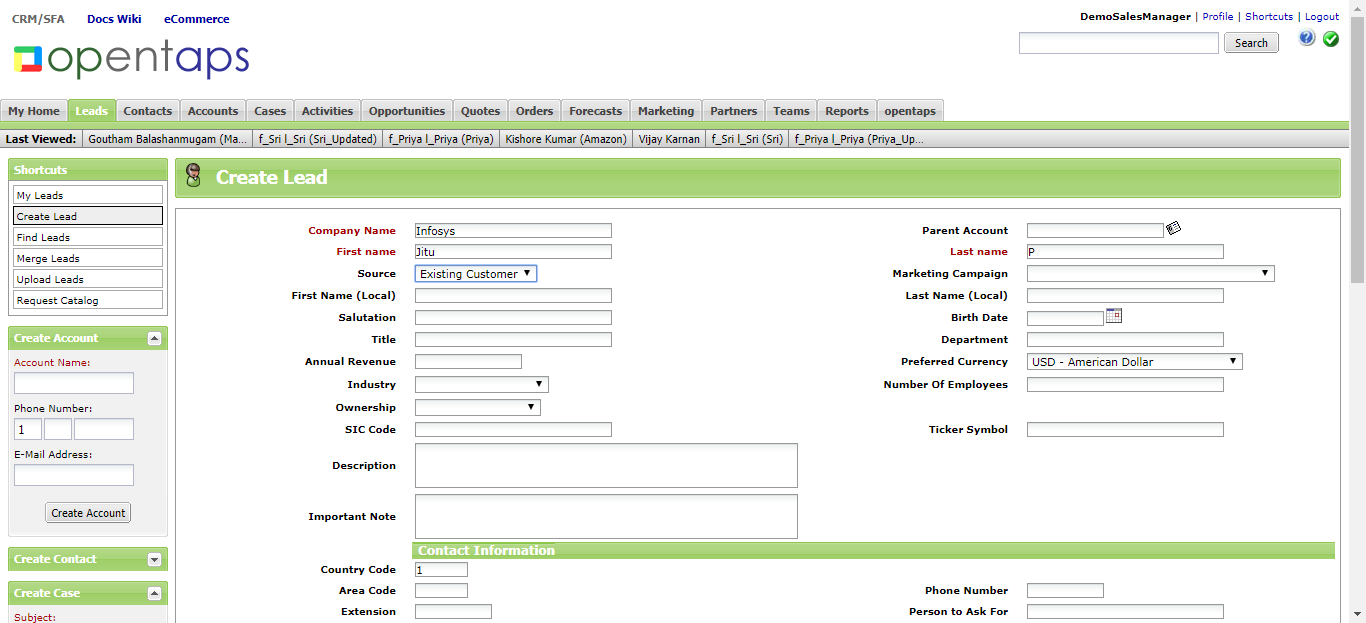 CRM/SFA Docs Wiki eCommerce
DemoSalesManager | Profile | Shortcuts | Logout
opentaps
Search
?
My Home Leads Contacts Accounts Cases Activities Opportunities Quotes Orders Forecasts Marketing Partners Teams Reports opentaps
Last Viewed: Goutham Balashanmugam (Ma... f_Sri l_Sri (Sri_Updated) f_Priya l_Priya (Priya) Kishore Kumar (Amazon) Vijay Karnan f_Sri l_Sri (Sri) f_Priya l_Priya (Priya_Up...
Shortcuts
My Leads
Create Lead
Find Leads
Merge Leads
Upload Leads
Request Catalog
Create Account
Account Name:
Phone Number:
1
E-Mail Address:
Create Account
Create Contact
Create Case
Subject:
Create Lead
Company Name Infosys Parent Account
First name Jitu Last name P
Source Existing Customer Marketing Campaign
First Name (Local) Last Name (Local)
Salutation Birth Date
Title Department
Annual Revenue Preferred Currency USD - American Dollar
Industry Number Of Employees
Ownership
SIC Code Ticker Symbol
Description
Important Note
Contact Information
Country Code 1
Area Code Phone Number
Extension Person to Ask For